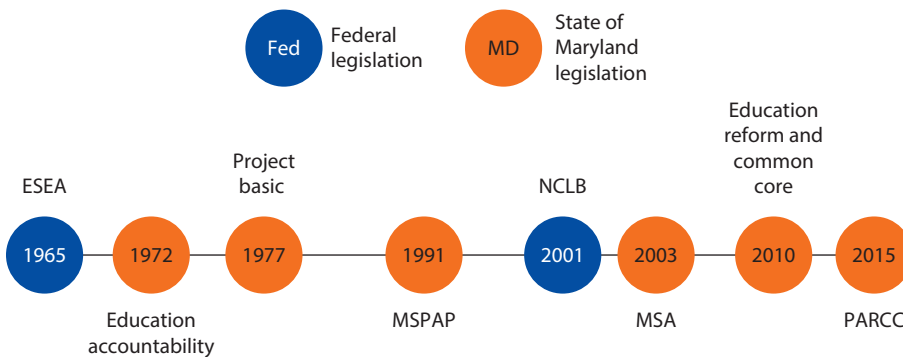 Fed
Federal
legislation
MD
State of
Maryland
legislation
ESEA
Project
basic
NCLB
Education
reform and
common
core
1965
1972
1977
1991
2001
2003
2010
2015
Education
accountability
MSPAP
MSA
PARCC